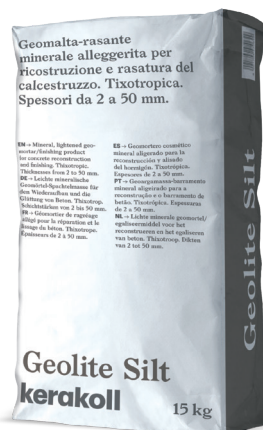 Geomalta-rasante
minerale alleggerita per
ricostruzione e rasatura del
calcestruzzo. Tixotropica.
Spessori da 2 a 50 mm.
EN → Mineral, lightened geo-
mortar/finishing product
for concrete reconstruction
and finishing. Thixotropic.
Thicknesses from 2 to 50 mm.
DE → Leichte mineralische
Geomörtel-Spachtelmasse für
den Wiederaufbau und die
Glättung von Beton. Thixotrop.
Schichtstärken von 2 bis 50 mm.
FR → Géomortier de ragréage
allégé pour la réparation et le
lissage du béton. Thixotrope.
Épaisseurs de 2 à 50 mm.
ES → Geomortero cosmético
mineral aligerado para la
reconstrucción y alisado
del hormigón. Tixotrópico.
Espesores de 2 a 50 mm.
PT → Geoargamassa-barramento
mineral aligeirado para a
reconstrução e o barramento de
betão. Tixotrópico. Espessuras
de 2 a 50 mm.
NL → Lichte minerale geomortel/
egaliseermiddel voor het
reconstrueren en het egaliseren
van beton. Thixotroop. Dikten
van 2 tot 50 mm.
Geolite Silt
kerakoll
15 kg
Geolite Silt